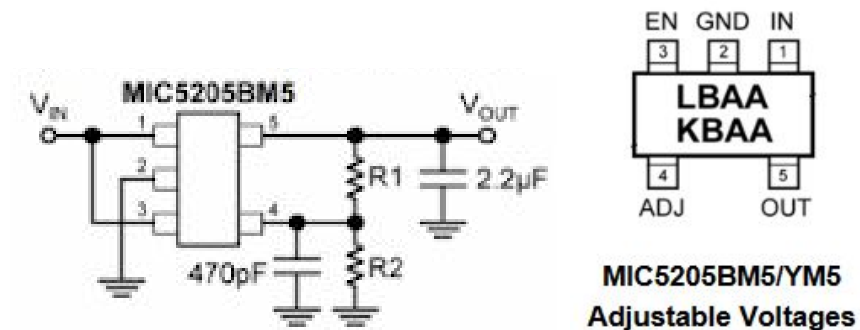 MIC5205BM5
VIN
VOUT
1
5
2
3
4
R1
2.2µF
470pF
R2
EN GND IN
3 2 1
LBAA
KBAA
4 5
ADJ OUT
MIC5205BM5/YM5
Adjustable Voltages